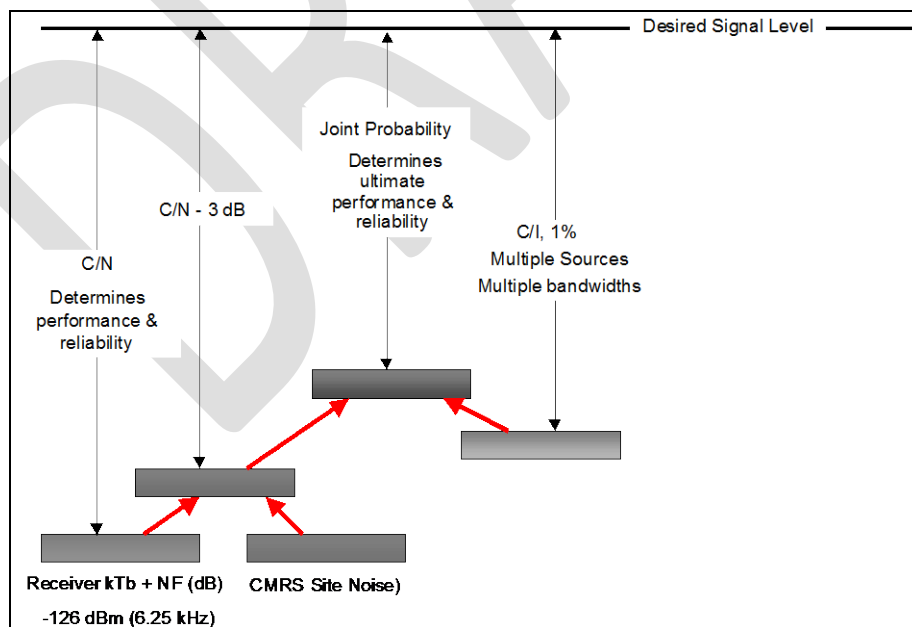 Desired Signal Level
Joint Probability
Determines
ultimate
performance &
reliability
C/N - 3 dB
C/N
Determines
performance &
reliability
C/I, 1%
Multiple Sources
Multiple bandwidths
Receiver kTb + NF (dB)
-126 dBm (6.25 kHz)
CMRS Site Noise)